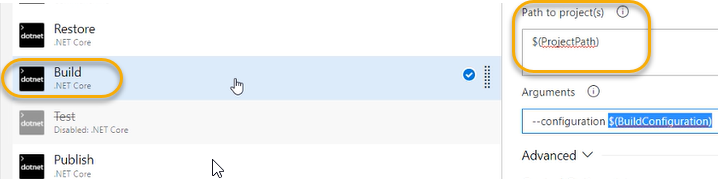 Restore
.NET Core
dotnet
Build
.NET Core
dotnet
Test
Disabled: .NET Core
dotnet
Publish
.NET Core
dotnet
Path to project(s)
$(ProjectPath)
Arguments
--configuration $(BuildConfiguration)
Advanced